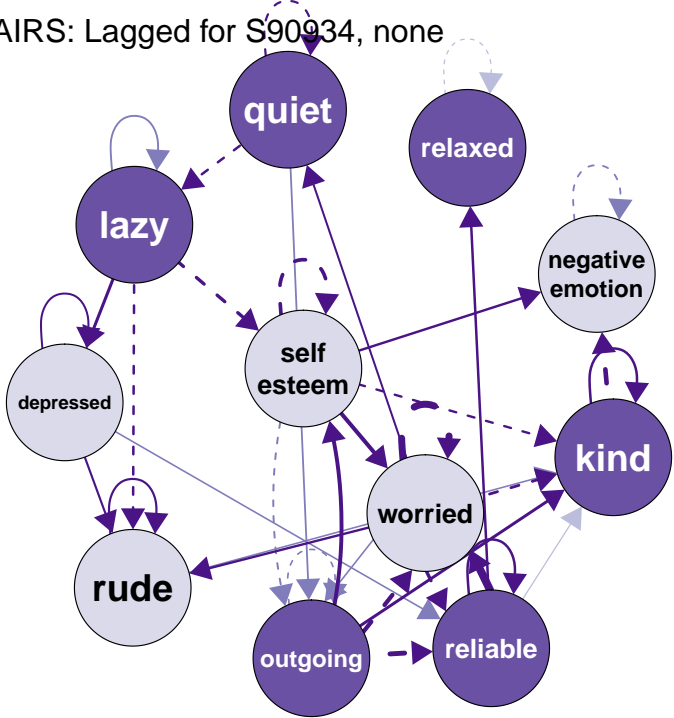 AIRS: Lagged for S90934, none
quiet
relaxed
lazy
negative
emotion
self
esteem
depressed
kind
worried
rude
outgoing
reliable